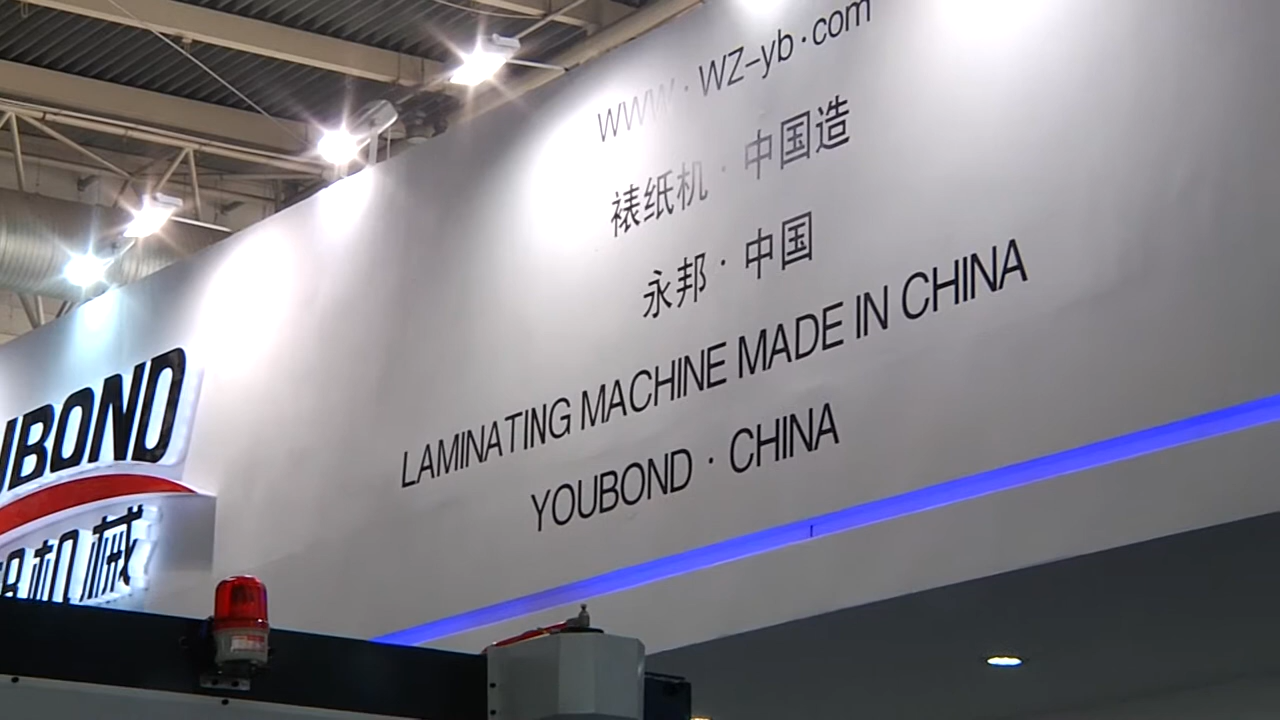 www·wz-yb·com
裱纸机·中国造
永邦·中国
LAMINATING MACHINE MADE IN CHINA
YOUBOND·CHINA
UBOND
邦机械